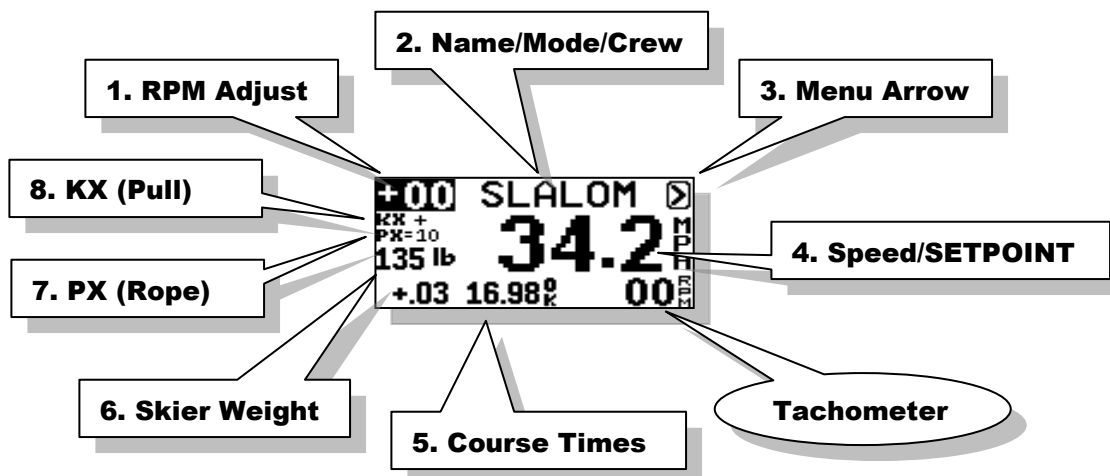 2. Name/Mode/Crew
1. RPM Adjust
3. Menu Arrow
8. KX (Pull)
+00 SLALOM >
KX +
PX=10
34.2 MPH
135 lb
4. Speed/SETPOINT
7. PX (Rope)
+.03 16.98 OK 00 RPM
6. Skier Weight
Tachometer
5. Course Times